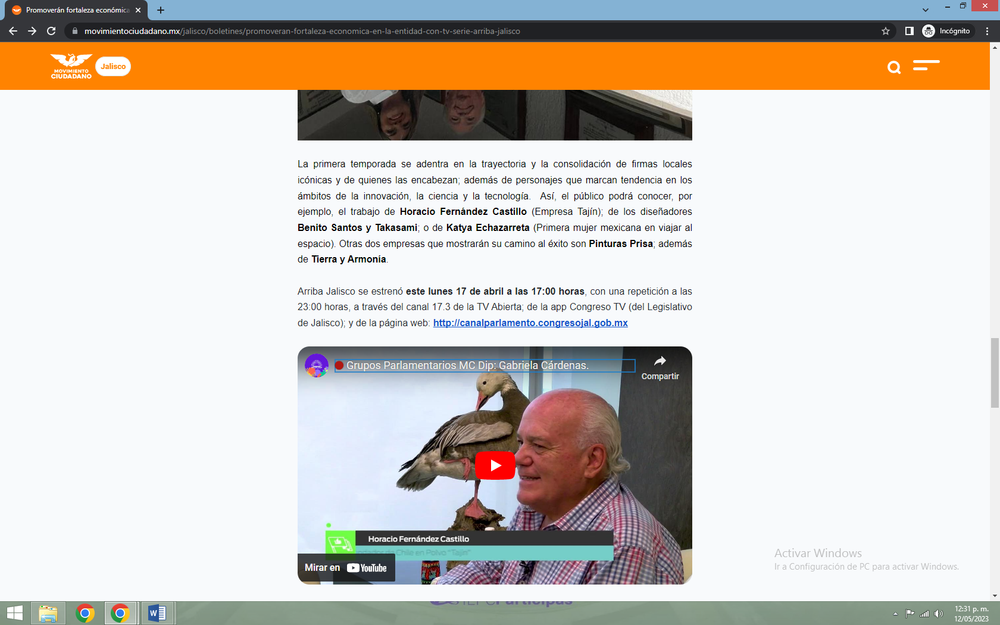 Promoverán fortaleza económica
movimientociudadano.mx/jalisco/boletines/promoveran-fortaleza-economica-en-la-entidad-con-tv-serie-arriba-jalisco
Incógnito
MOVIMIENTO
CIUDADANO
Jalisco
La primera temporada se adentra en la trayectoria y la consolidación de firmas locales
icónicas y de quienes las encabezan; además de personajes que marcan tendencia en los
ámbitos de la innovación, la ciencia y la tecnología. Así, el público podrá conocer, por
ejemplo, el trabajo de Horacio Fernández Castillo (Empresa Tajín); de los diseñadores
Benito Santos y Takasami; o de Katya Echazarreta (Primera mujer mexicana en viajar al
espacio). Otras dos empresas que mostrarán su camino al éxito son Pinturas Prisa; además
de Tierra y Armonía.
Arriba Jalisco se estrenó este lunes 17 de abril a las 17:00 horas, con una repetición a las
23:00 horas, a través del canal 17.3 de la TV Abierta; de la app Congreso TV (del Legislativo
de Jalisco); y de la página web: http://canalparlamento.congresojal.gob.mx
Grupos Parlamentarios MC Dip: Gabriela Cárdenas.
Compartir
Horacio Fernández Castillo
de Chile en Polvo "Tajín"
Mirar en YouTube
Activar Windows
Ir a Configuración de PC para activar Windows.
12:31 p. m.
12/05/2023